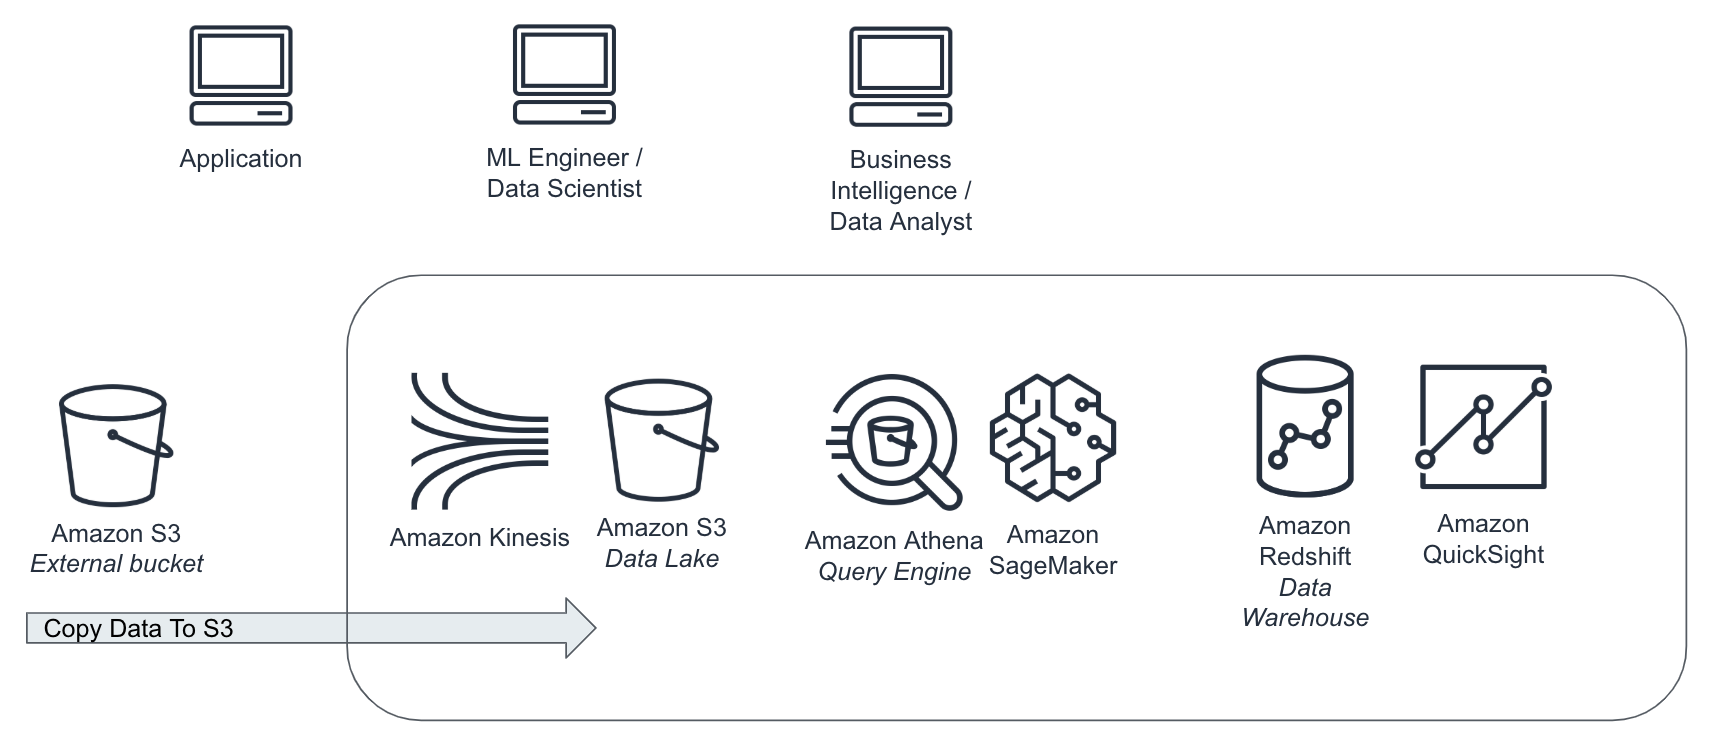 Application
ML Engineer /
Data Scientist
Business
Intelligence /
Data Analyst
Amazon S3
External bucket
Amazon Kinesis
Amazon S3
Data Lake
Amazon Athena
Query Engine
Amazon
SageMaker
Amazon
Redshift
Data
Warehouse
Amazon
QuickSight
Copy Data To S3